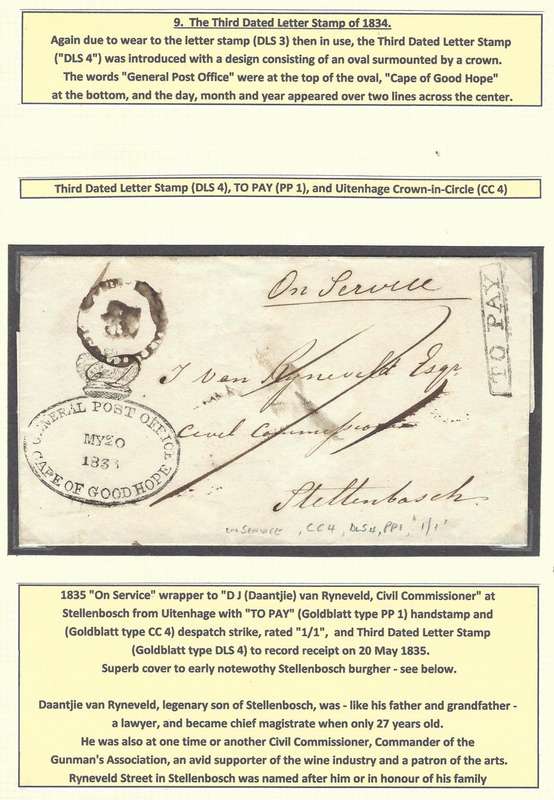 9. The Third Dated Letter Stamp of 1834.
Again due to wear to the letter stamp (DLS 3) then in use, the Third Dated Letter Stamp
("DLS 4") was introduced with a design consisting of an oval surmounted by a crown.
The words "General Post Office" were at the top of the oval, "Cape of Good Hope"
at the bottom, and the day, month and year appeared over two lines across the center.
Third Dated Letter Stamp (DLS 4), TO PAY (PP 1), and Uitenhage Crown-in-Circle (CC 4)
On Service
TO PAY
J van Ryneveld Esqr
Civil Commissioner
Stellenbosch
GENERAL POST OFFICE
MY20
183
CAPE OF GOOD HOPE
ON SERVICE, CC4, DLS4, PP1, '1/1'
1835 "On Service" wrapper to "D J (Daantjie) van Ryneveld, Civil Commissioner" at
Stellenbosch from Uitenhage with "TO PAY" (Goldblatt type PP 1) handstamp and
(Goldblatt type CC 4) despatch strike, rated "1/1", and Third Dated Letter Stamp
(Goldblatt type DLS 4) to record receipt on 20 May 1835.
Superb cover to early notewothy Stellenbosch burgher - see below.
Daantjie van Ryneveld, legenary son of Stellenbosch, was - like his father and grandfather -
a lawyer, and became chief magistrate when only 27 years old.
He was also at one time or another Civil Commissioner, Commander of the
Gunman's Association, an avid supporter of the wine industry and a patron of the arts.
Ryneveld Street in Stellenbosch was named after him or in honour of his family